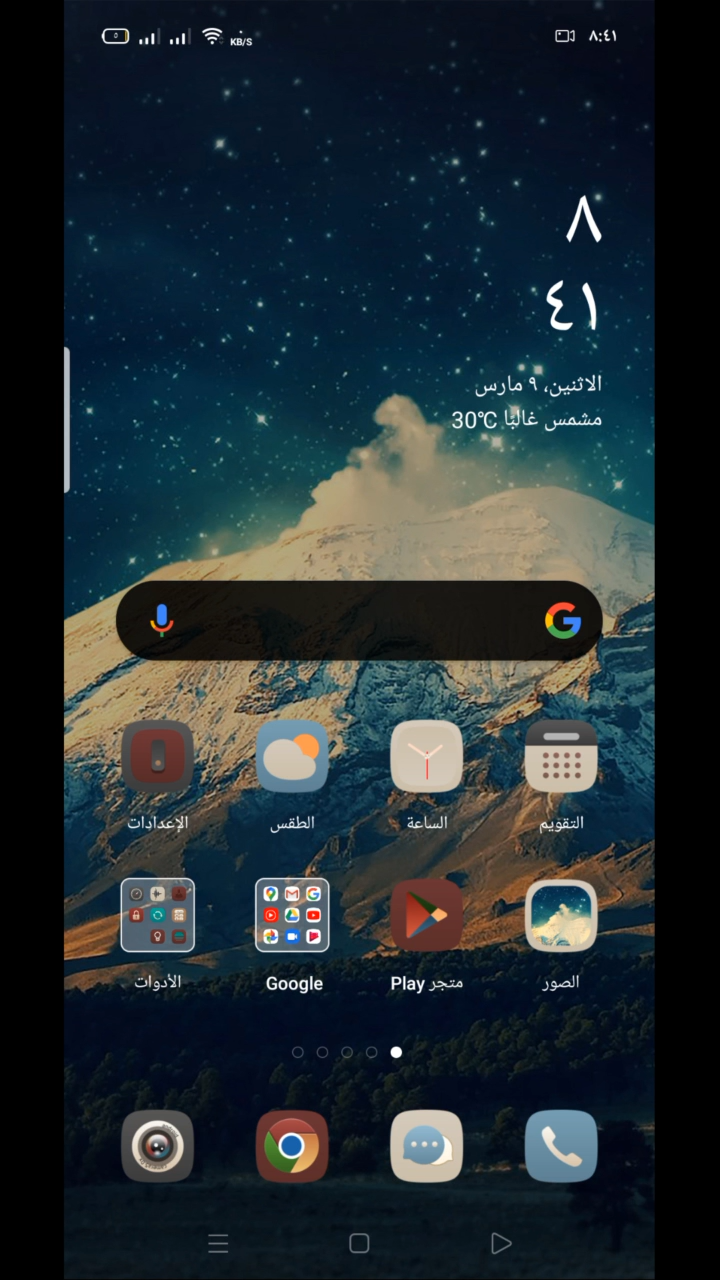 ٨:٤١
KB/S
٨
٤١
الاثنين، ٩ مارس
مشمس غالبًا 30℃
التقويم
الساعة
الطقس
الإعدادات
الصور
متجر Play
Google
الأدوات